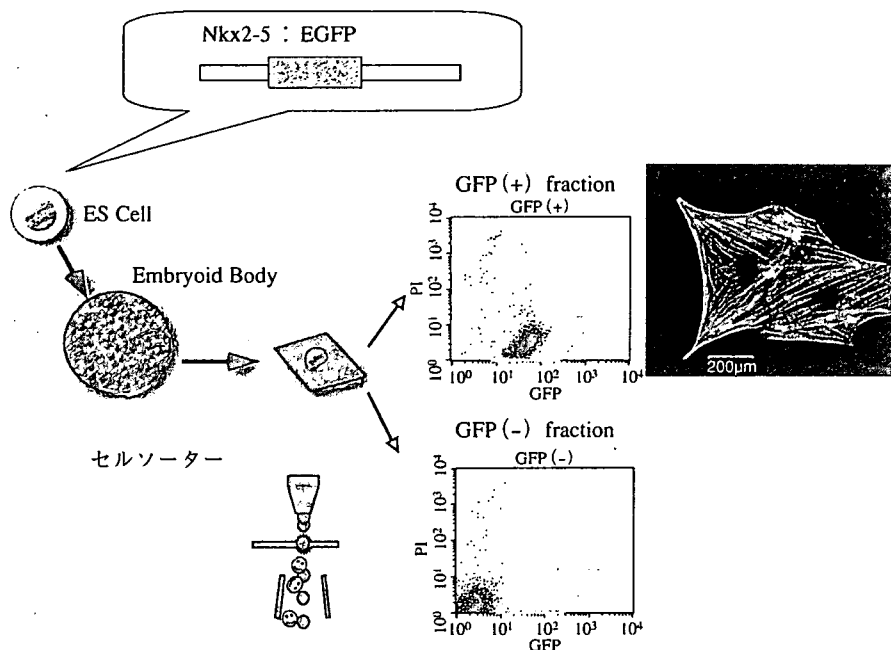 Nkx2-5 : EGFP
ES Cell
Embryoid Body
セルソーター
GFP(+) fraction
GFP(+)
10⁴
10³
10²
10¹
10⁰
PI
10⁰ 10¹ 10² 10³ 10⁴
GFP
200μm
GFP(-) fraction
GFP(-)
10⁴
10³
10²
10¹
10⁰
PI
10⁰ 10¹ 10² 10³ 10⁴
GFP